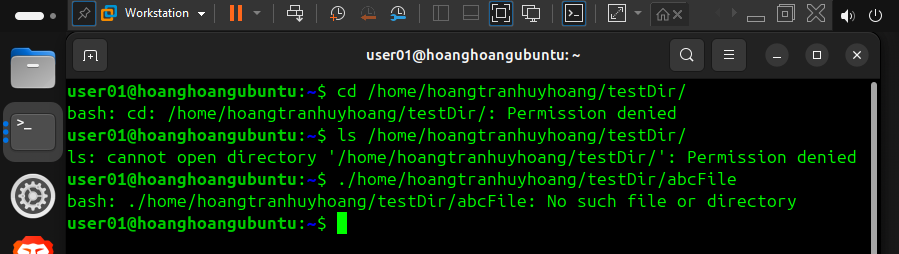 Workstation
user01@hoanghoangubuntu: ~
user01@hoanghoangubuntu:~$ cd /home/hoangtranhuyhoang/testDir/
bash: cd: /home/hoangtranhuyhoang/testDir/: Permission denied
user01@hoanghoangubuntu:~$ ls /home/hoangtranhuyhoang/testDir/
ls: cannot open directory '/home/hoangtranhuyhoang/testDir/': Permission denied
user01@hoanghoangubuntu:~$ ./home/hoangtranhuyhoang/testDir/abcFile
bash: ./home/hoangtranhuyhoang/testDir/abcFile: No such file or directory
user01@hoanghoangubuntu:~$